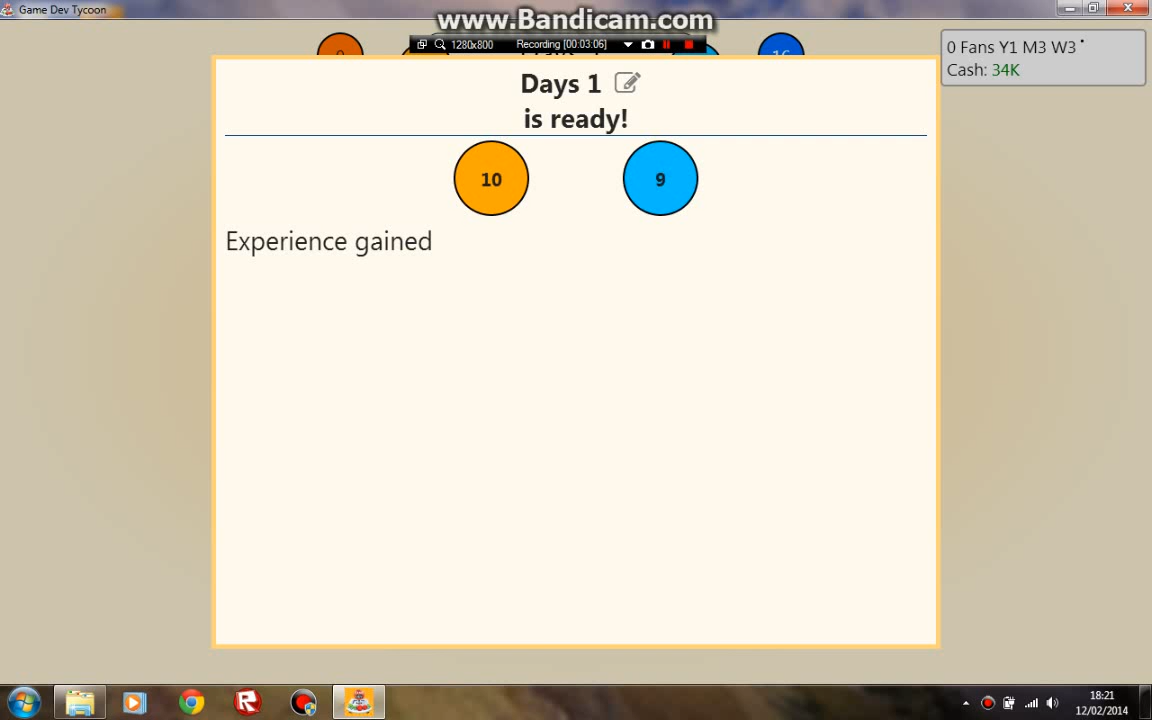 Game Dev Tycoon
www.Bandicam.com
1280x800 Recording [00:03:06]
16
0 Fans Y1 M3 W3
Cash: 34K
Days 1
is ready!
10 9
Experience gained
18:21
12/02/2014